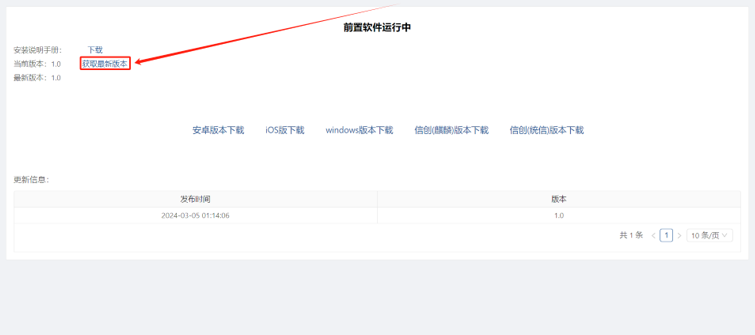 前置软件运行中
安装说明手册： 下载
当前版本：1.0 获取最新版本
最新版本：1.0
安卓版本下载 iOS版下载 windows版本下载 信创(麒麟)版本下载 信创(统信)版本下载
更新信息：
发布时间 版本
2024-03-05 01:14:06 1.0
共 1 条 < 1 > 10 条/页